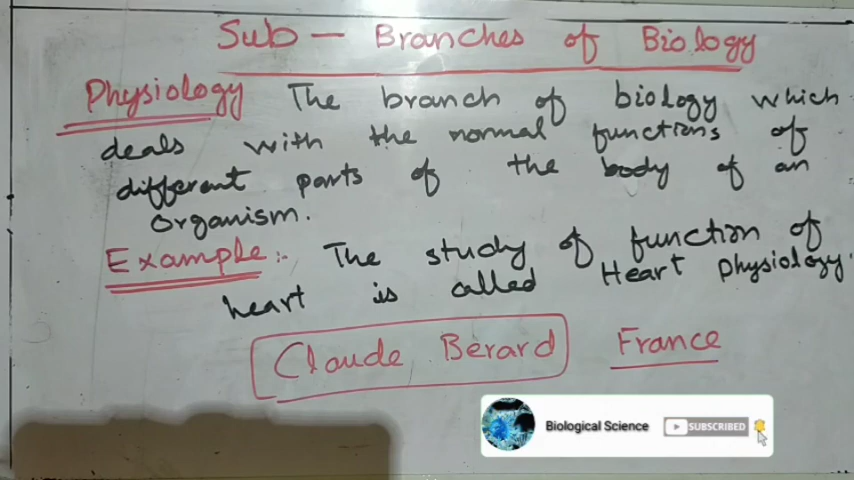 Sub - Branches of Biology
Physiology The branch of biology which
deals with the normal functions of
different parts of the body of an
organism.
Example:- The study of function of
heart is called Heart physiology.
Claude Berard France
Biological Science SUBSCRIBED